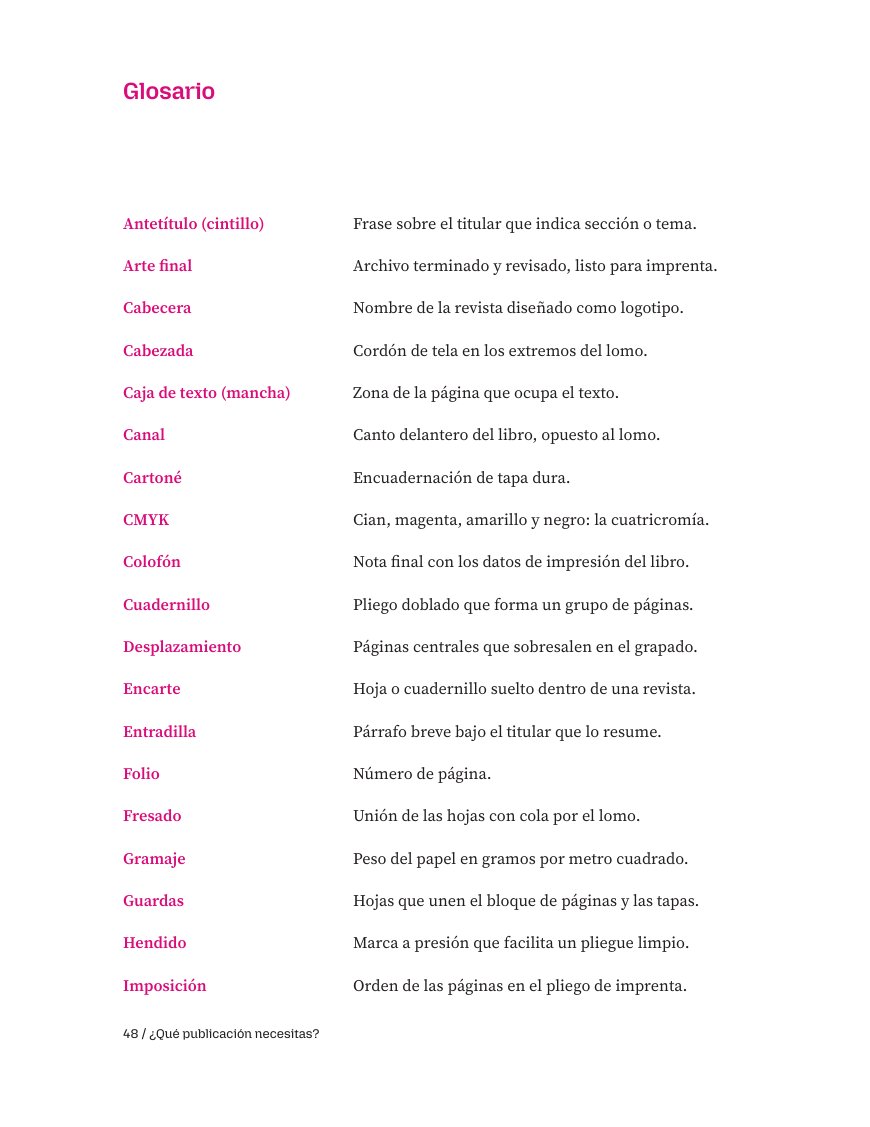 Glosario
Antetítulo (cintillo) Frase sobre el titular que indica sección o tema.
Arte final Archivo terminado y revisado, listo para imprenta.
Cabecera Nombre de la revista diseñado como logotipo.
Cabezada Cordón de tela en los extremos del lomo.
Caja de texto (mancha) Zona de la página que ocupa el texto.
Canal Canto delantero del libro, opuesto al lomo.
Cartoné Encuadernación de tapa dura.
CMYK Cian, magenta, amarillo y negro: la cuatricromía.
Colofón Nota final con los datos de impresión del libro.
Cuadernillo Pliego doblado que forma un grupo de páginas.
Desplazamiento Páginas centrales que sobresalen en el grapado.
Encarte Hoja o cuadernillo suelto dentro de una revista.
Entradilla Párrafo breve bajo el titular que lo resume.
Folio Número de página.
Fresado Unión de las hojas con cola por el lomo.
Gramaje Peso del papel en gramos por metro cuadrado.
Guardas Hojas que unen el bloque de páginas y las tapas.
Hendido Marca a presión que facilita un pliegue limpio.
Imposición Orden de las páginas en el pliego de imprenta.
48 / ¿Qué publicación necesitas?